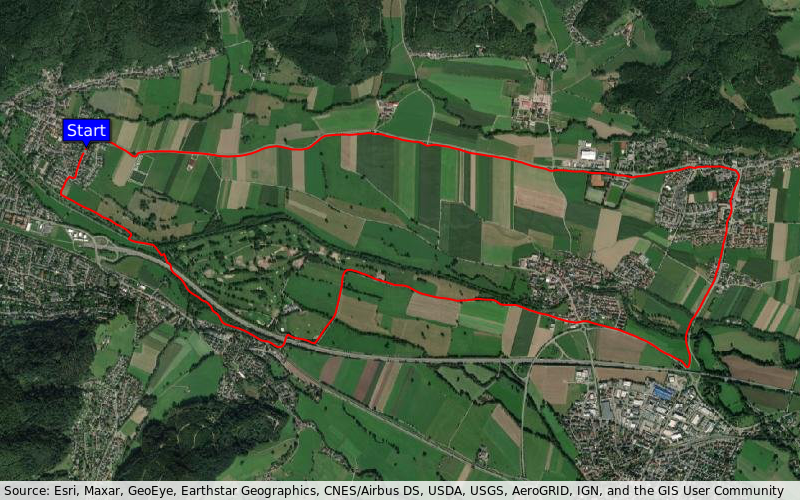 Start
Source: Esri, Maxar, GeoEye, Earthstar Geographics, CNES/Airbus DS, USDA, USGS, AeroGRID, IGN, and the GIS User Community